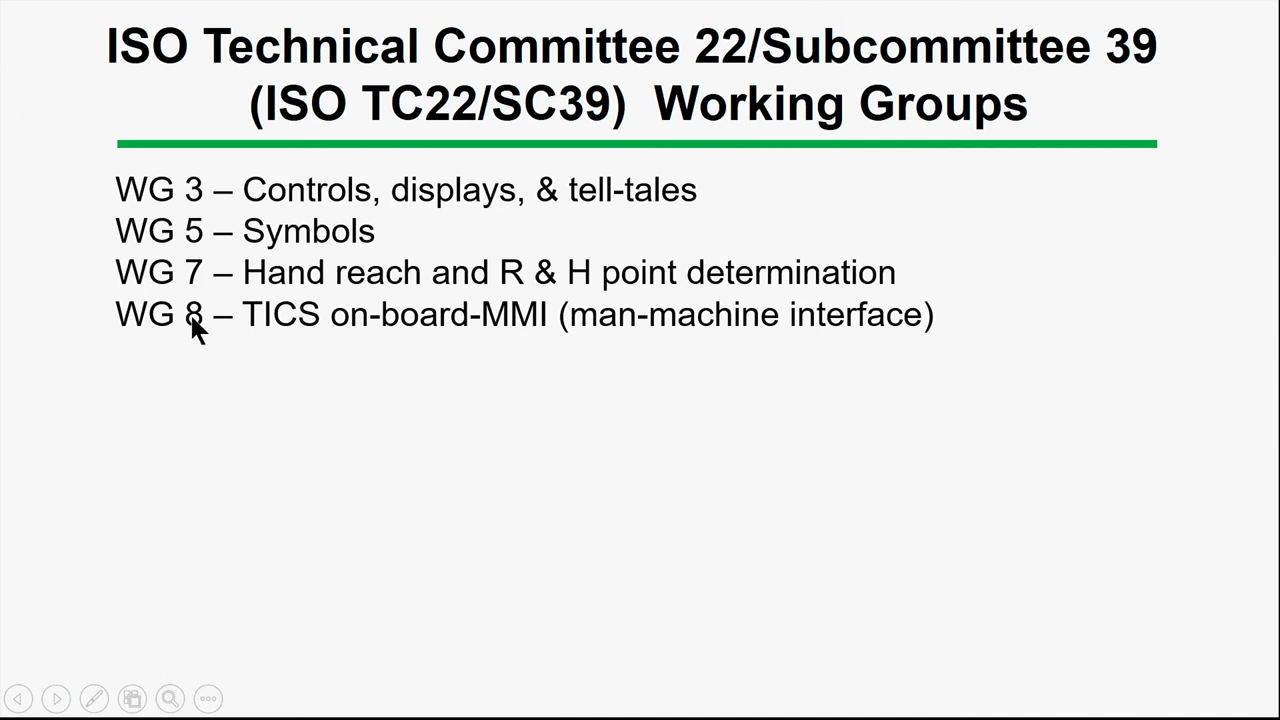 ISO Technical Committee 22/Subcommittee 39
(ISO TC22/SC39) Working Groups
WG 3 – Controls, displays, & tell-tales
WG 5 – Symbols
WG 7 – Hand reach and R & H point determination
WG 8 – TICS on-board-MMI (man-machine interface)